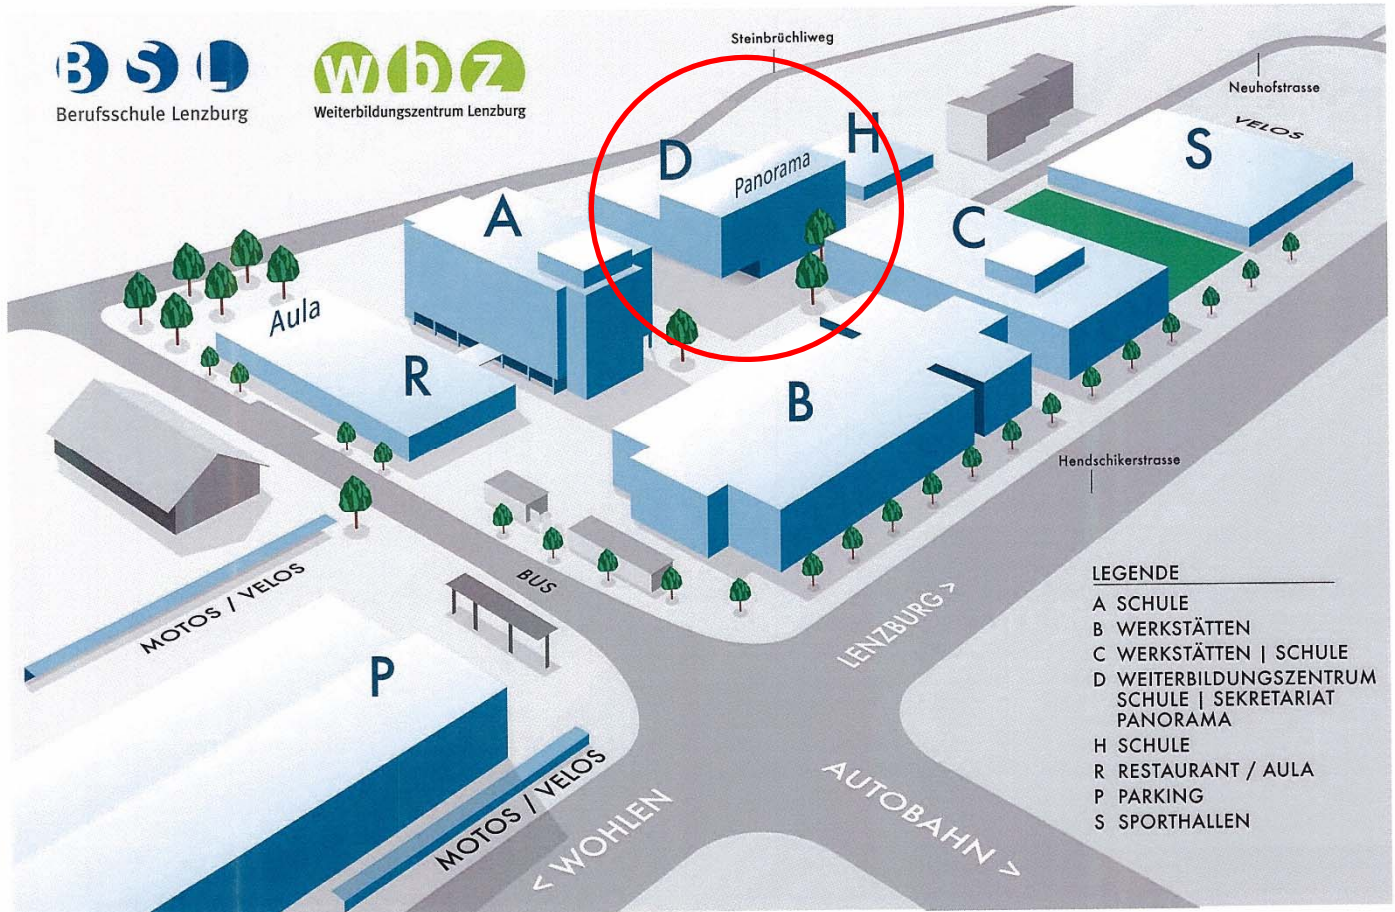 BSL
Berufsschule Lenzburg
wbz
Weiterbildungszentrum Lenzburg
Steinbrüchliweg
Neuhofstrasse
VELOS
H
S
D
Panorama
A
C
Aula
R
B
Hendschikerstrasse
BUS
MOTOS / VELOS
LENZBURG >
P
MOTOS / VELOS
< WOHLEN
AUTOBAHN >
LEGENDE
A SCHULE
B WERKSTÄTTEN
C WERKSTÄTTEN | SCHULE
D WEITERBILDUNGSZENTRUM
SCHULE | SEKRETARIAT
PANORAMA
H SCHULE
R RESTAURANT / AULA
P PARKING
S SPORTHALLEN